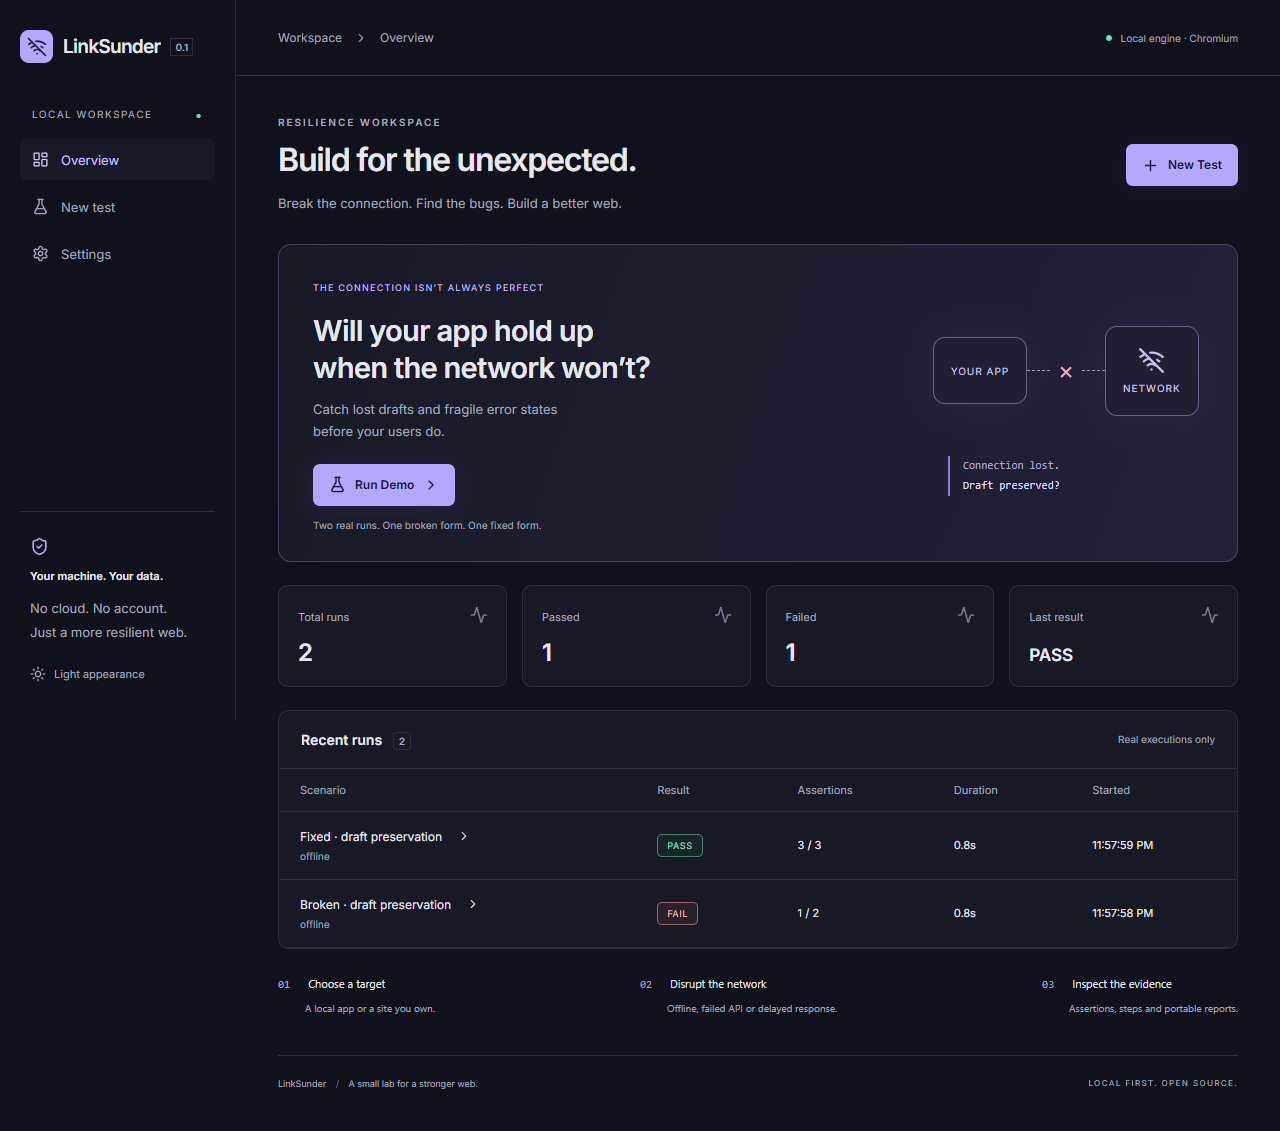 LinkSunder 0.1
LOCAL WORKSPACE
Overview
New test
Settings
Your machine. Your data.
No cloud. No account.
Just a more resilient web.
Light appearance
Workspace > Overview
Local engine · Chromium
RESILIENCE WORKSPACE
Build for the unexpected.
Break the connection. Find the bugs. Build a better web.
+ New Test
THE CONNECTION ISN'T ALWAYS PERFECT
Will your app hold up
when the network won’t?
Catch lost drafts and fragile error states
before your users do.
Run Demo
Two real runs. One broken form. One fixed form.
YOUR APP
NETWORK
Connection lost.
Draft preserved?
Total runs
2
Passed
1
Failed
1
Last result
PASS
Recent runs 2
Real executions only
Scenario Result Assertions Duration Started
Fixed · draft preservation
offline
PASS 3 / 3 0.8s 11:57:59 PM
Broken · draft preservation
offline
FAIL 1 / 2 0.8s 11:57:58 PM
01 Choose a target
A local app or a site you own.
02 Disrupt the network
Offline, failed API or delayed response.
03 Inspect the evidence
Assertions, steps and portable reports.
LinkSunder / A small lab for a stronger web.
LOCAL FIRST. OPEN SOURCE.